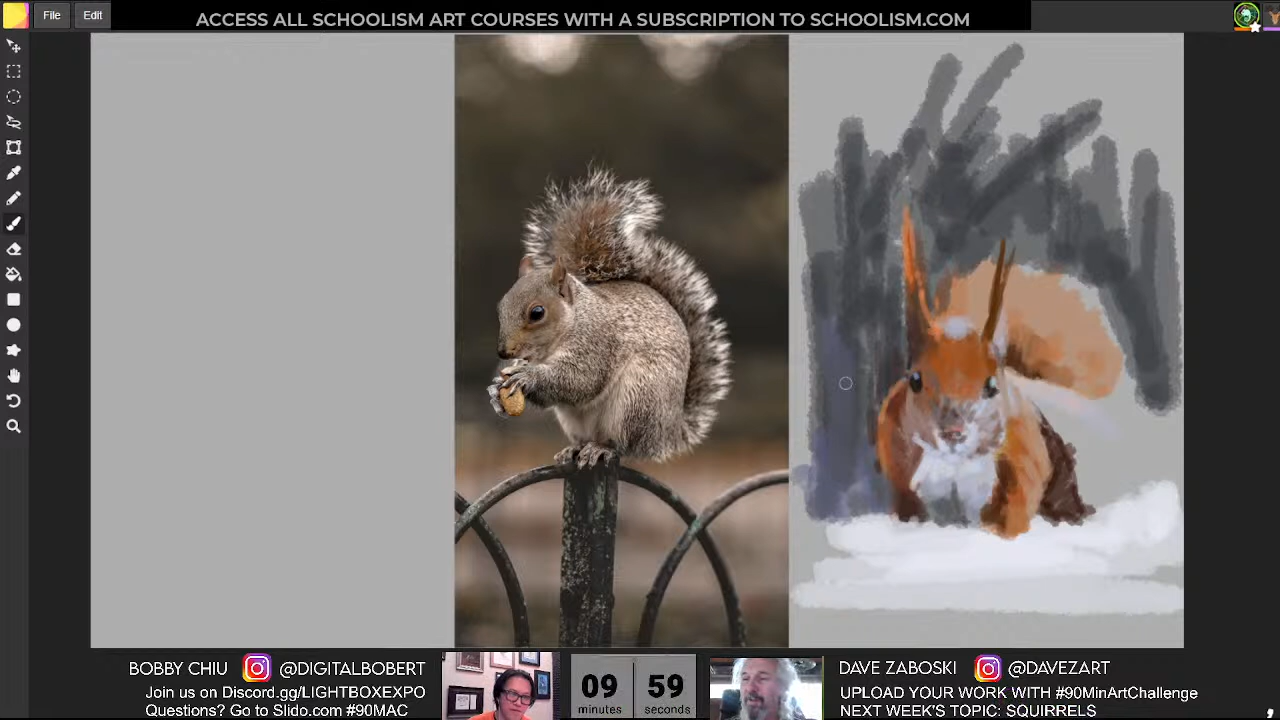 File Edit ACCESS ALL SCHOOLISM ART COURSES WITH A SUBSCRIPTION TO SCHOOLISM.COM
BOBBY CHIU @DIGITALBOBERT
Join us on Discord.gg/LIGHTBOXEXPO
Questions? Go to Slido.com #90MAC
09 59
minutes seconds
DAVE ZABOSKI @DAVEZART
UPLOAD YOUR WORK WITH #90MinArtChallenge
NEXT WEEK'S TOPIC: SQUIRRELS